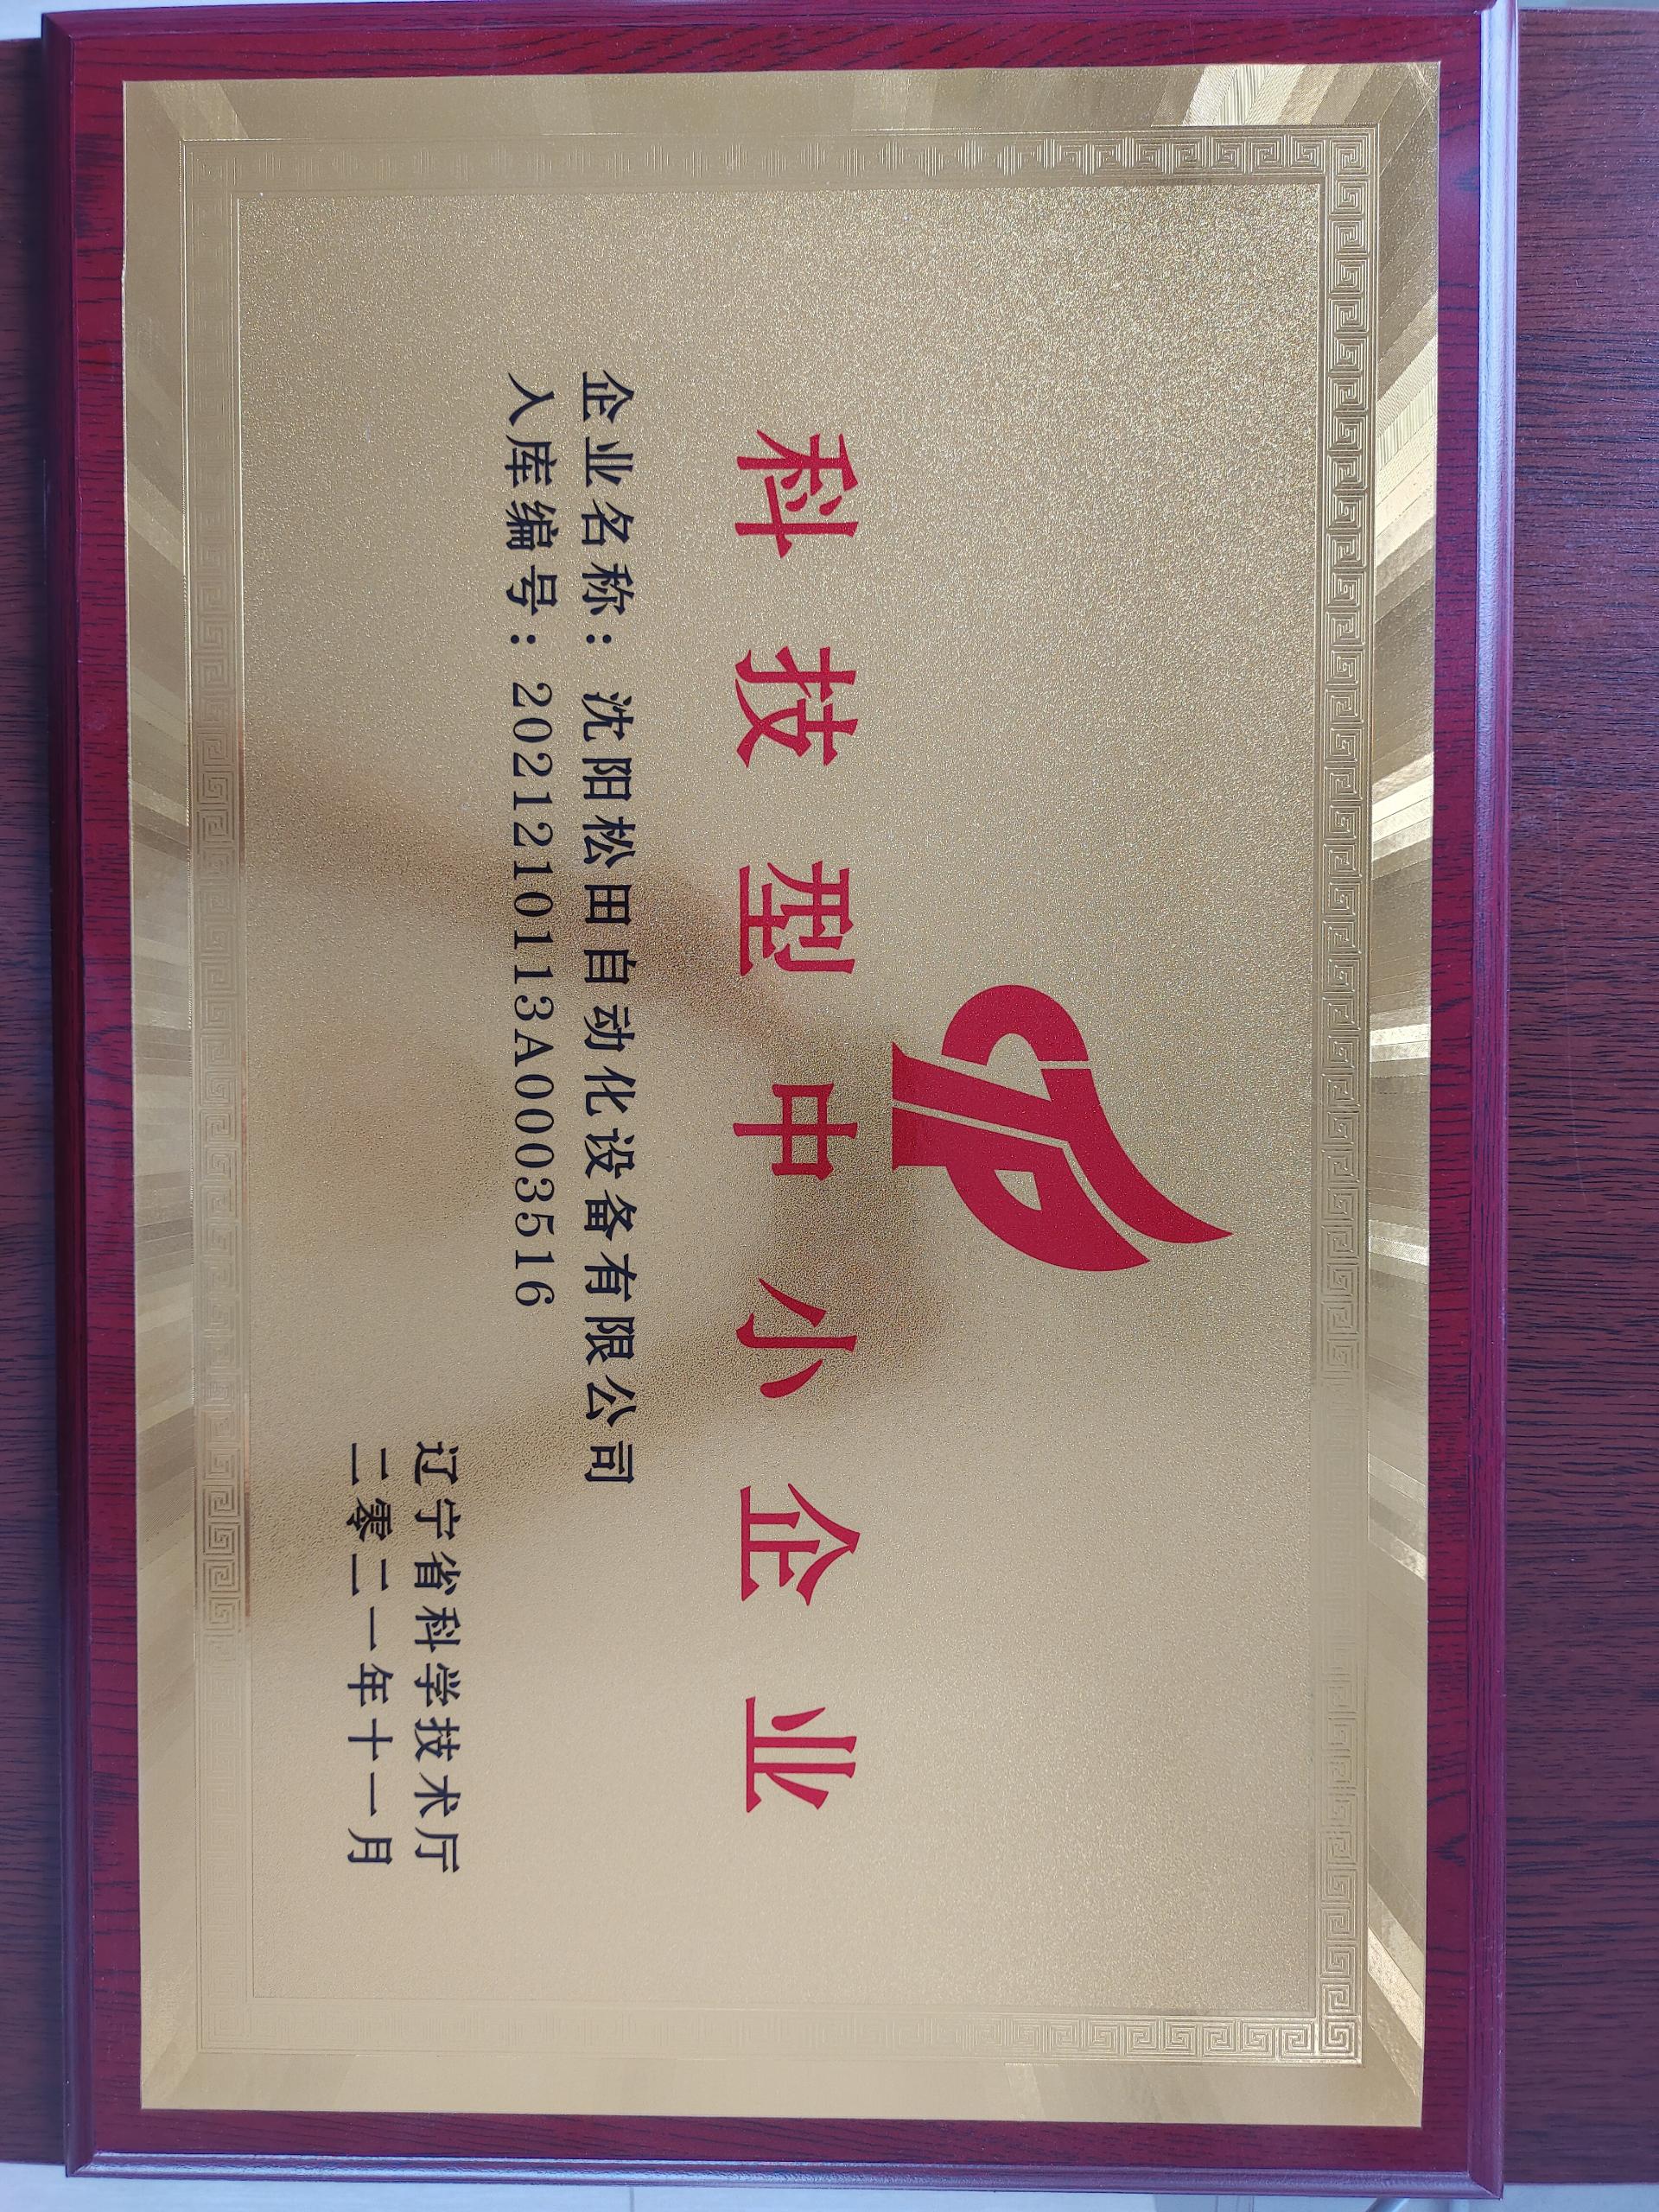 科技型中小企业
企业名称：沈阳松田自动化设备有限公司
入库编号：2021210113A0003516
辽宁省科学技术厅
二零二一年十一月